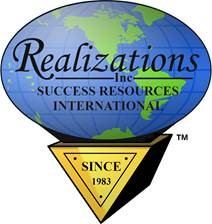 Realizations
Inc
SUCCESS RESOURCES
INTERNATIONAL
TM
SINCE
1983